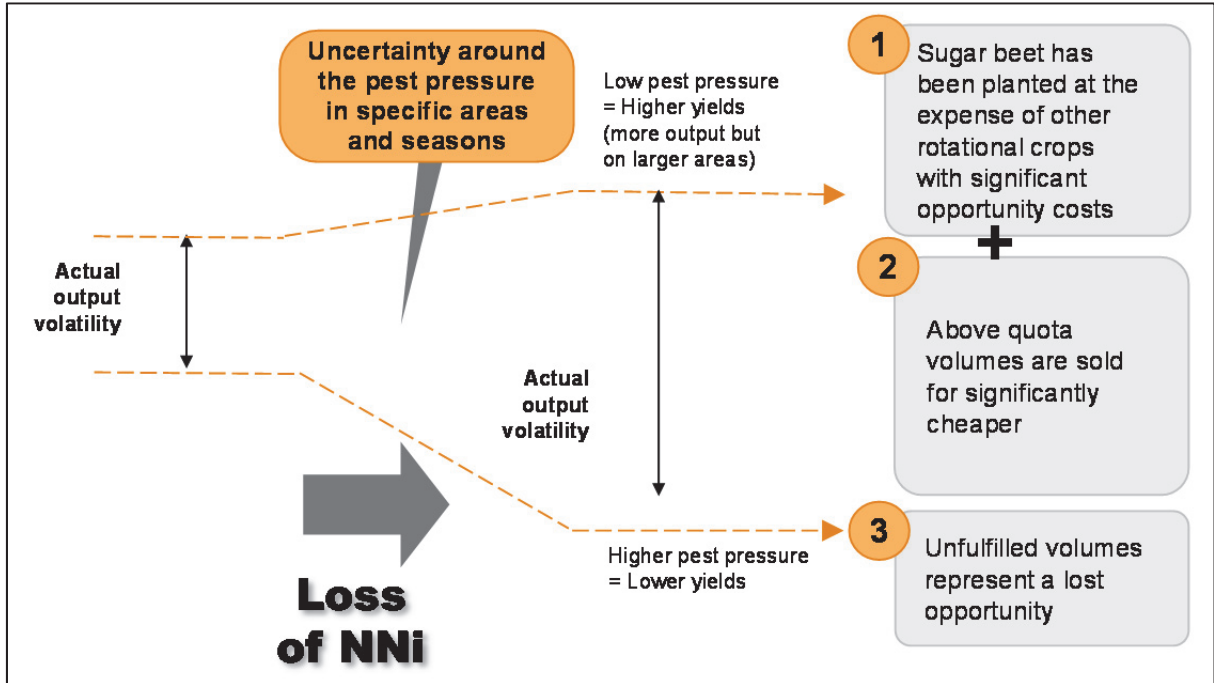 Uncertainty around
the pest pressure
in specific areas
and seasons
Low pest pressure
= Higher yields
(more output but
on larger areas)
1
Sugar beet has
been planted at the
expense of other
rotational crops
with significant
opportunity costs
+
Actual
output
volatility
2
Above quota
volumes are sold
for significantly
cheaper
Actual
output
volatility
Loss
of NNi
Higher pest pressure
= Lower yields
3
Unfulfilled volumes
represent a lost
opportunity